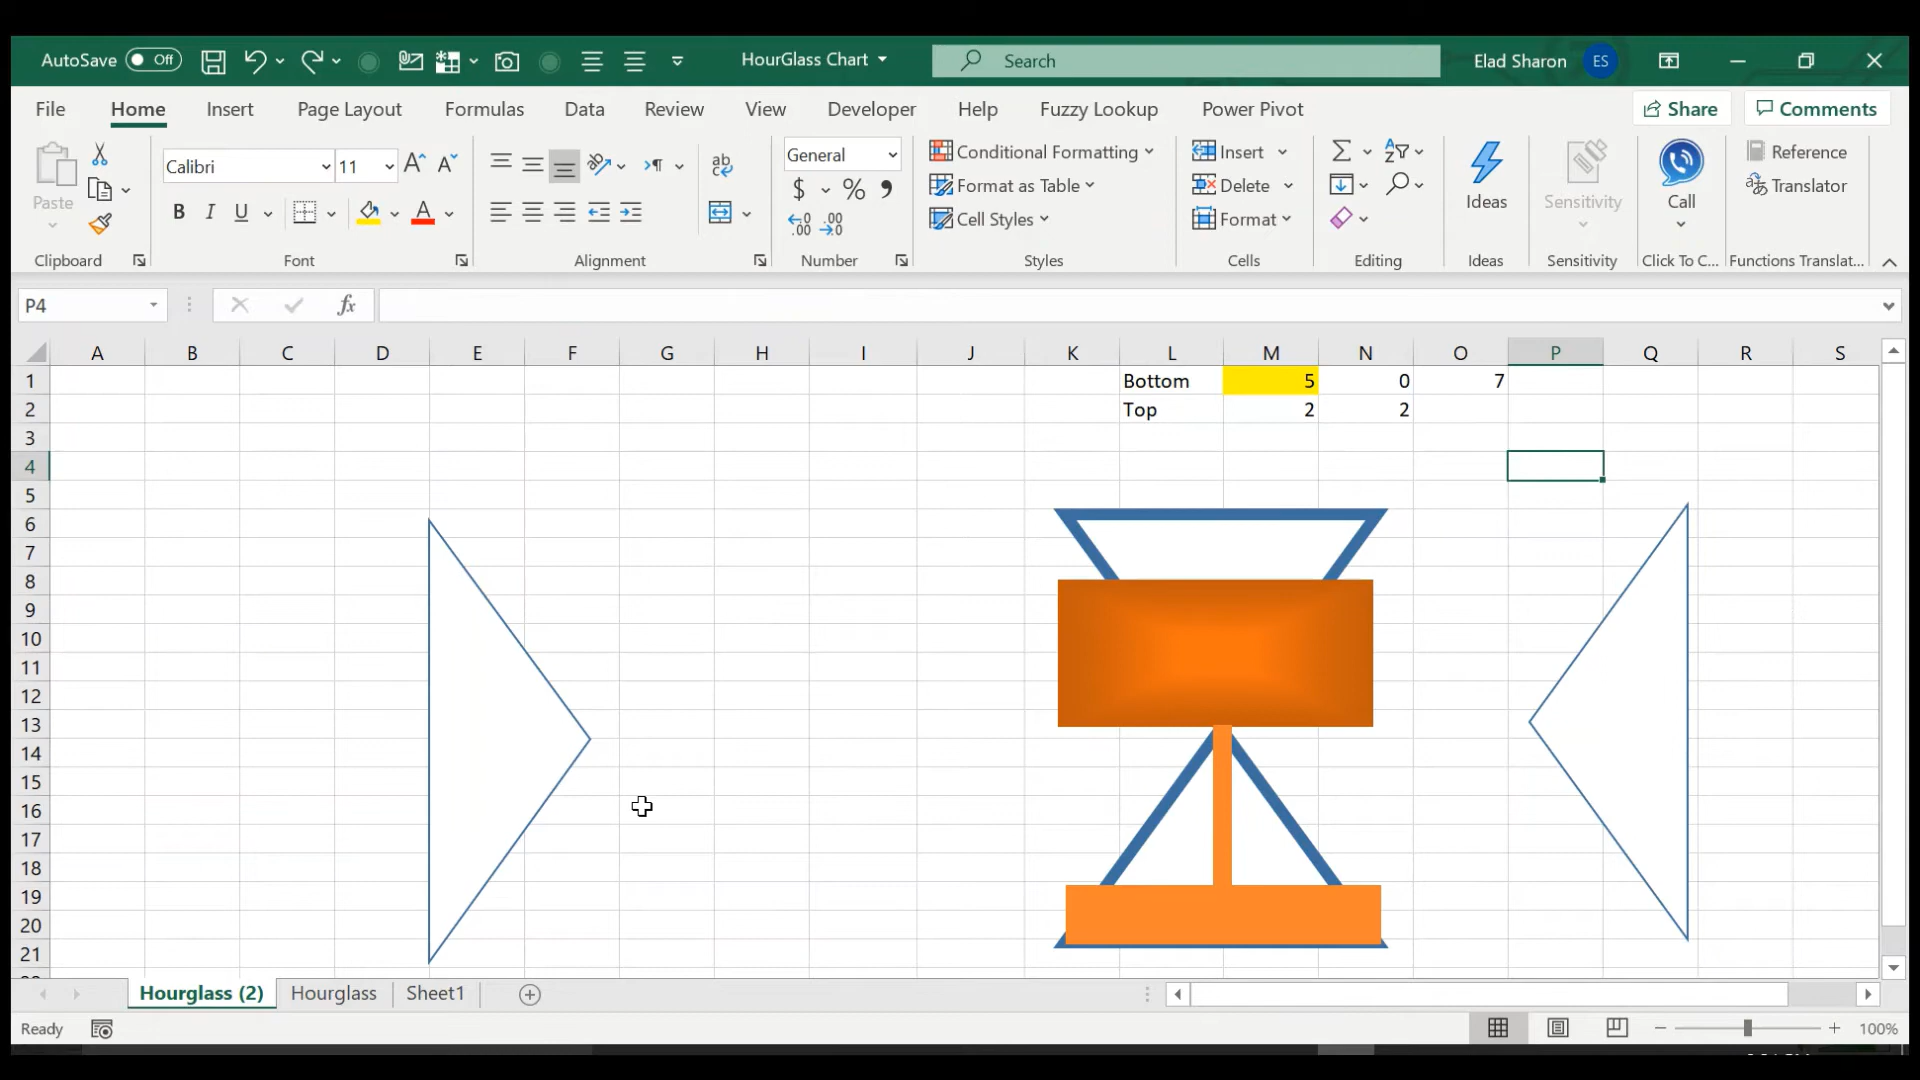 AutoSave Off HourGlass Chart Search Elad Sharon ES
File Home Insert Page Layout Formulas Data Review View Developer Help Fuzzy Lookup Power Pivot Share Comments
Paste Calibri 11 General Conditional Formatting Format as Table Cell Styles Insert Delete Format Ideas Sensitivity Call Reference Translator
Clipboard Font Alignment Number Styles Cells Editing Ideas Sensitivity Click To C... Functions Translat...
P4
A B C D E F G H I J K L M N O P Q R S
1 Bottom 5 0 7
2 Top 2 2
3
4
5
6
7
8
9
10
11
12
13
14
15
16
17
18
19
20
21
Hourglass (2) Hourglass Sheet1
Ready 100%